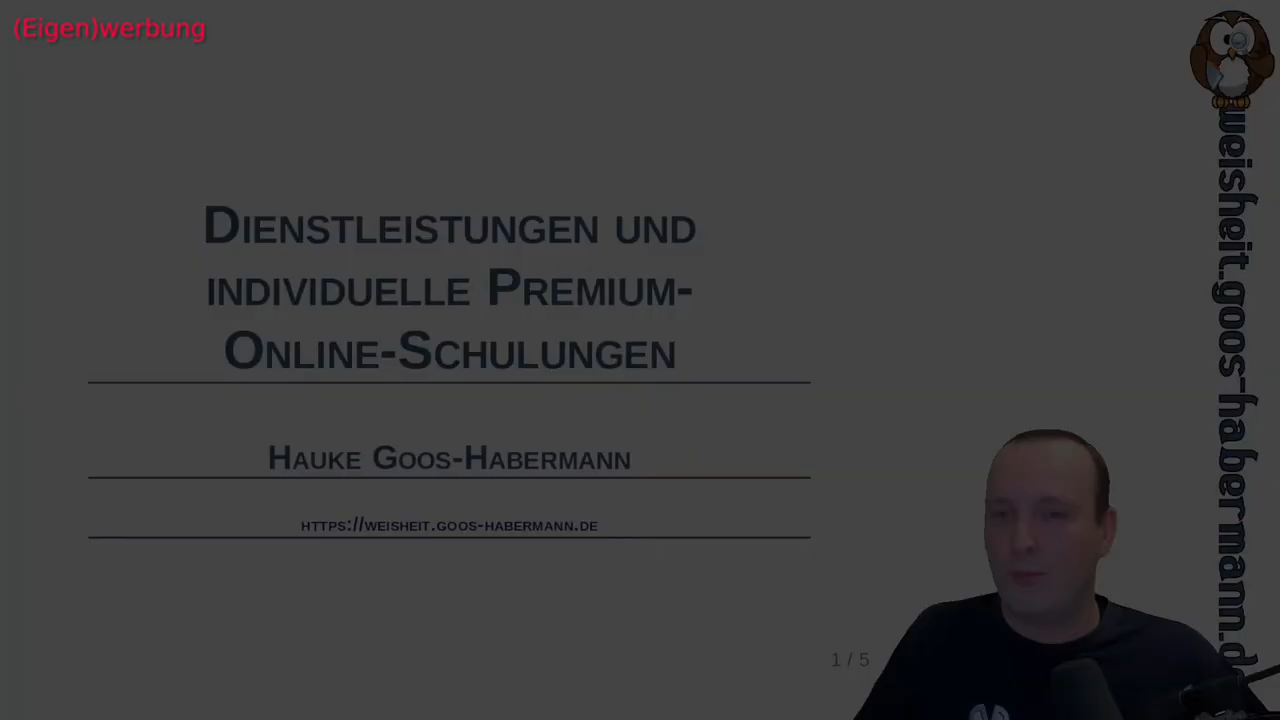 (Eigen)werbung
Dienstleistungen und
individuelle Premium-
Online-Schulungen
Hauke Goos-Habermann
https://weisheit.goos-habermann.de
1 / 5
weisheit.goos-habermann.de